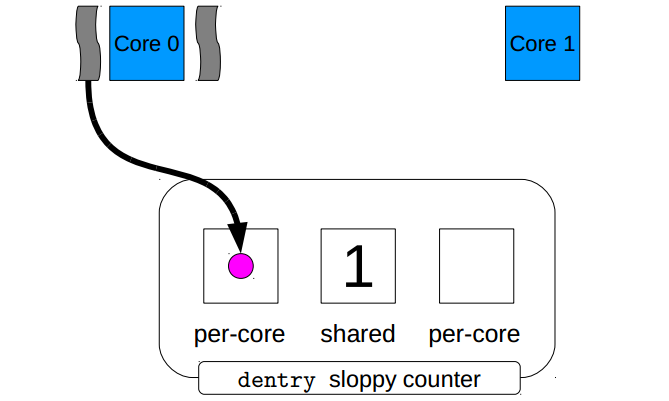 Core 0
Core 1
1
per-core
shared
per-core
dentry sloppy counter